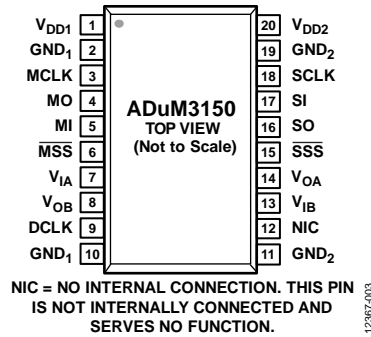 VDD1 1 20 VDD2
GND1 2 19 GND2
MCLK 3 18 SCLK
MO 4 17 SI
MI 5 16 SO
MSS 6 15 SSS
VIA 7 14 VOA
VOB 8 13 VIB
DCLK 9 12 NIC
GND1 10 11 GND2
ADuM3150
TOP VIEW
(Not to Scale)
NIC = NO INTERNAL CONNECTION. THIS PIN
IS NOT INTERNALLY CONNECTED AND
SERVES NO FUNCTION.
12367-003